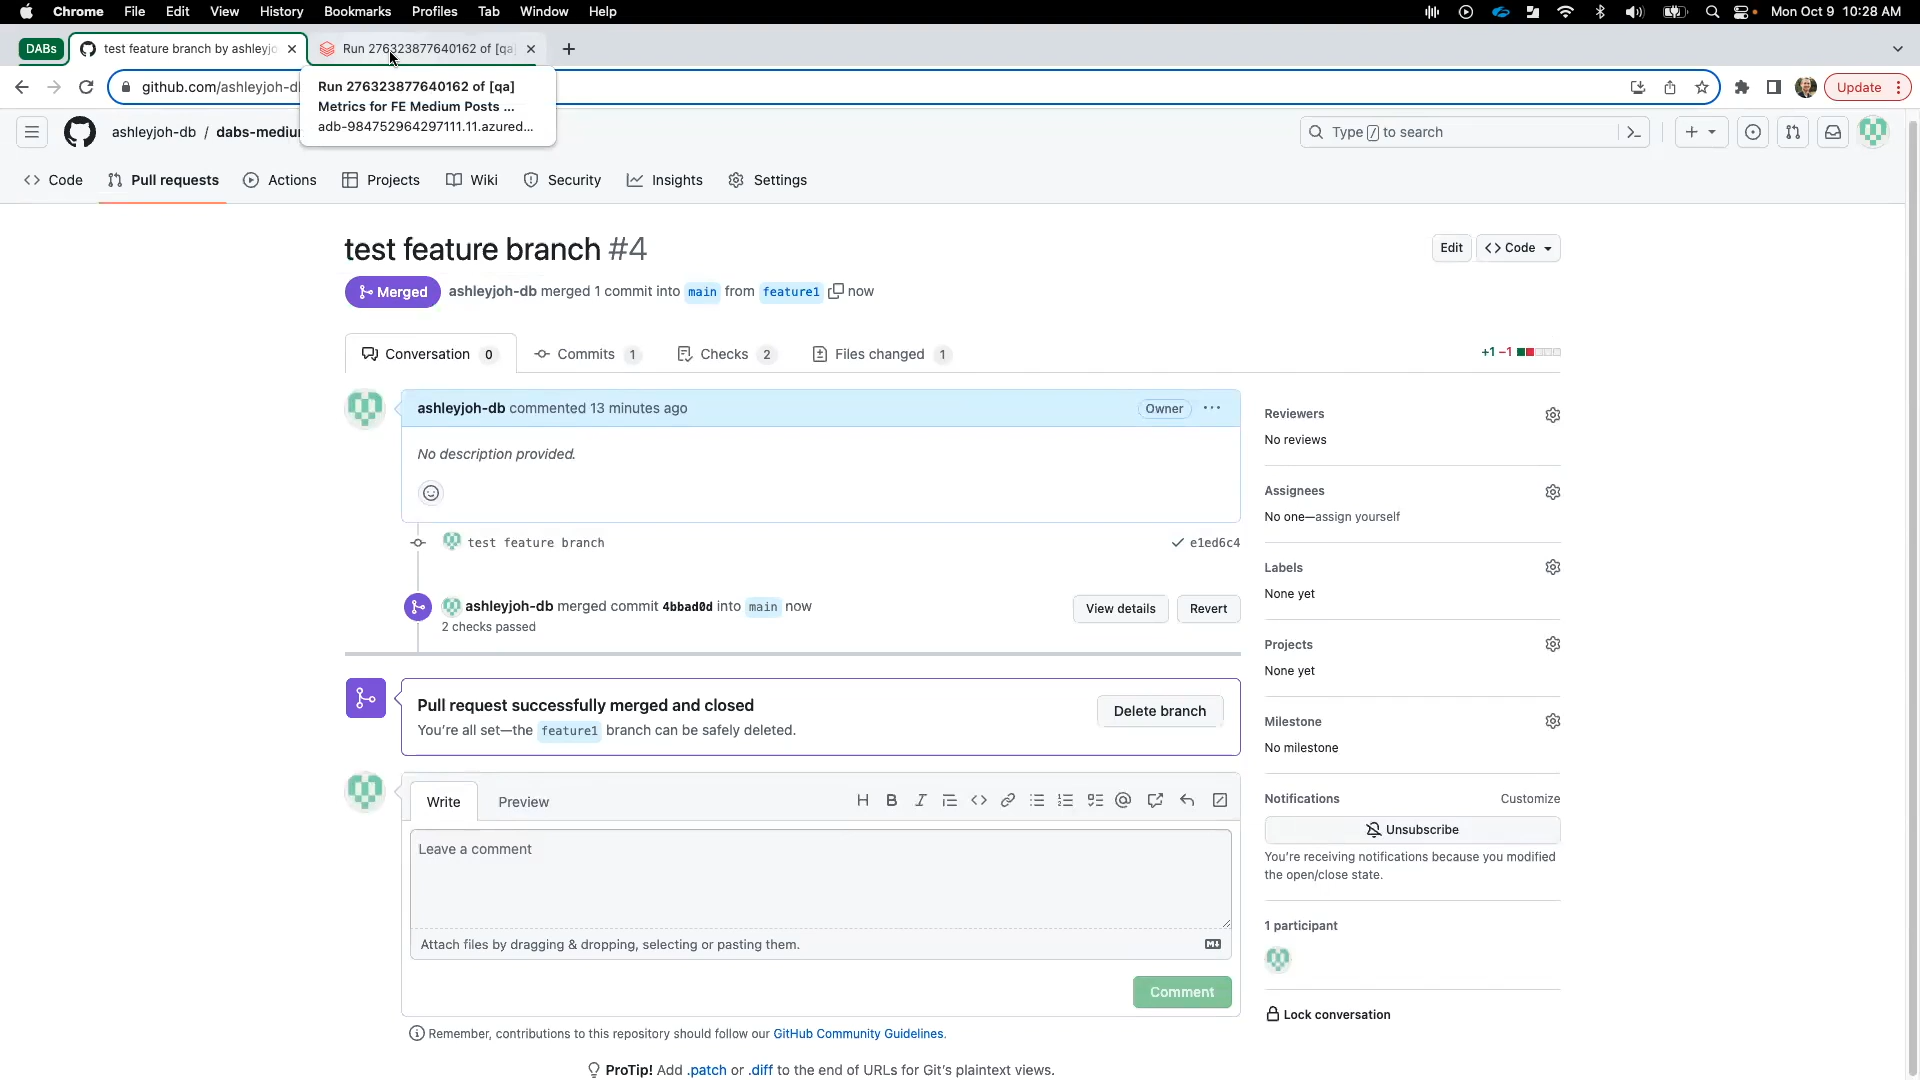 Chrome File Edit View History Bookmarks Profiles Tab Window Help
Mon Oct 9 10:28 AM
DABs
test feature branch by ashleyjo
Run 276323877640162 of [qa]
github.com/ashleyjoh-d
Update
Run 276323877640162 of [qa]
Metrics for FE Medium Posts ...
adb-984752964297111.11.azured...
ashleyjoh-db / dabs-medium
Type / to search
Code
Pull requests
Actions
Projects
Wiki
Security
Insights
Settings
test feature branch #4
Edit
Code
Merged
ashleyjoh-db merged 1 commit into main from feature1 now
Conversation 0
Commits 1
Checks 2
Files changed 1
+1 −1
ashleyjoh-db commented 13 minutes ago
Owner
No description provided.
test feature branch
e1ed6c4
ashleyjoh-db merged commit 4bbad0d into main now
2 checks passed
View details
Revert
Pull request successfully merged and closed
You're all set—the feature1 branch can be safely deleted.
Delete branch
Write
Preview
Leave a comment
Attach files by dragging & dropping, selecting or pasting them.
Comment
Remember, contributions to this repository should follow our GitHub Community Guidelines.
ProTip! Add .patch or .diff to the end of URLs for Git's plaintext views.
Reviewers
No reviews
Assignees
No one—assign yourself
Labels
None yet
Projects
None yet
Milestone
No milestone
Notifications
Customize
Unsubscribe
You're receiving notifications because you modified
the open/close state.
1 participant
Lock conversation